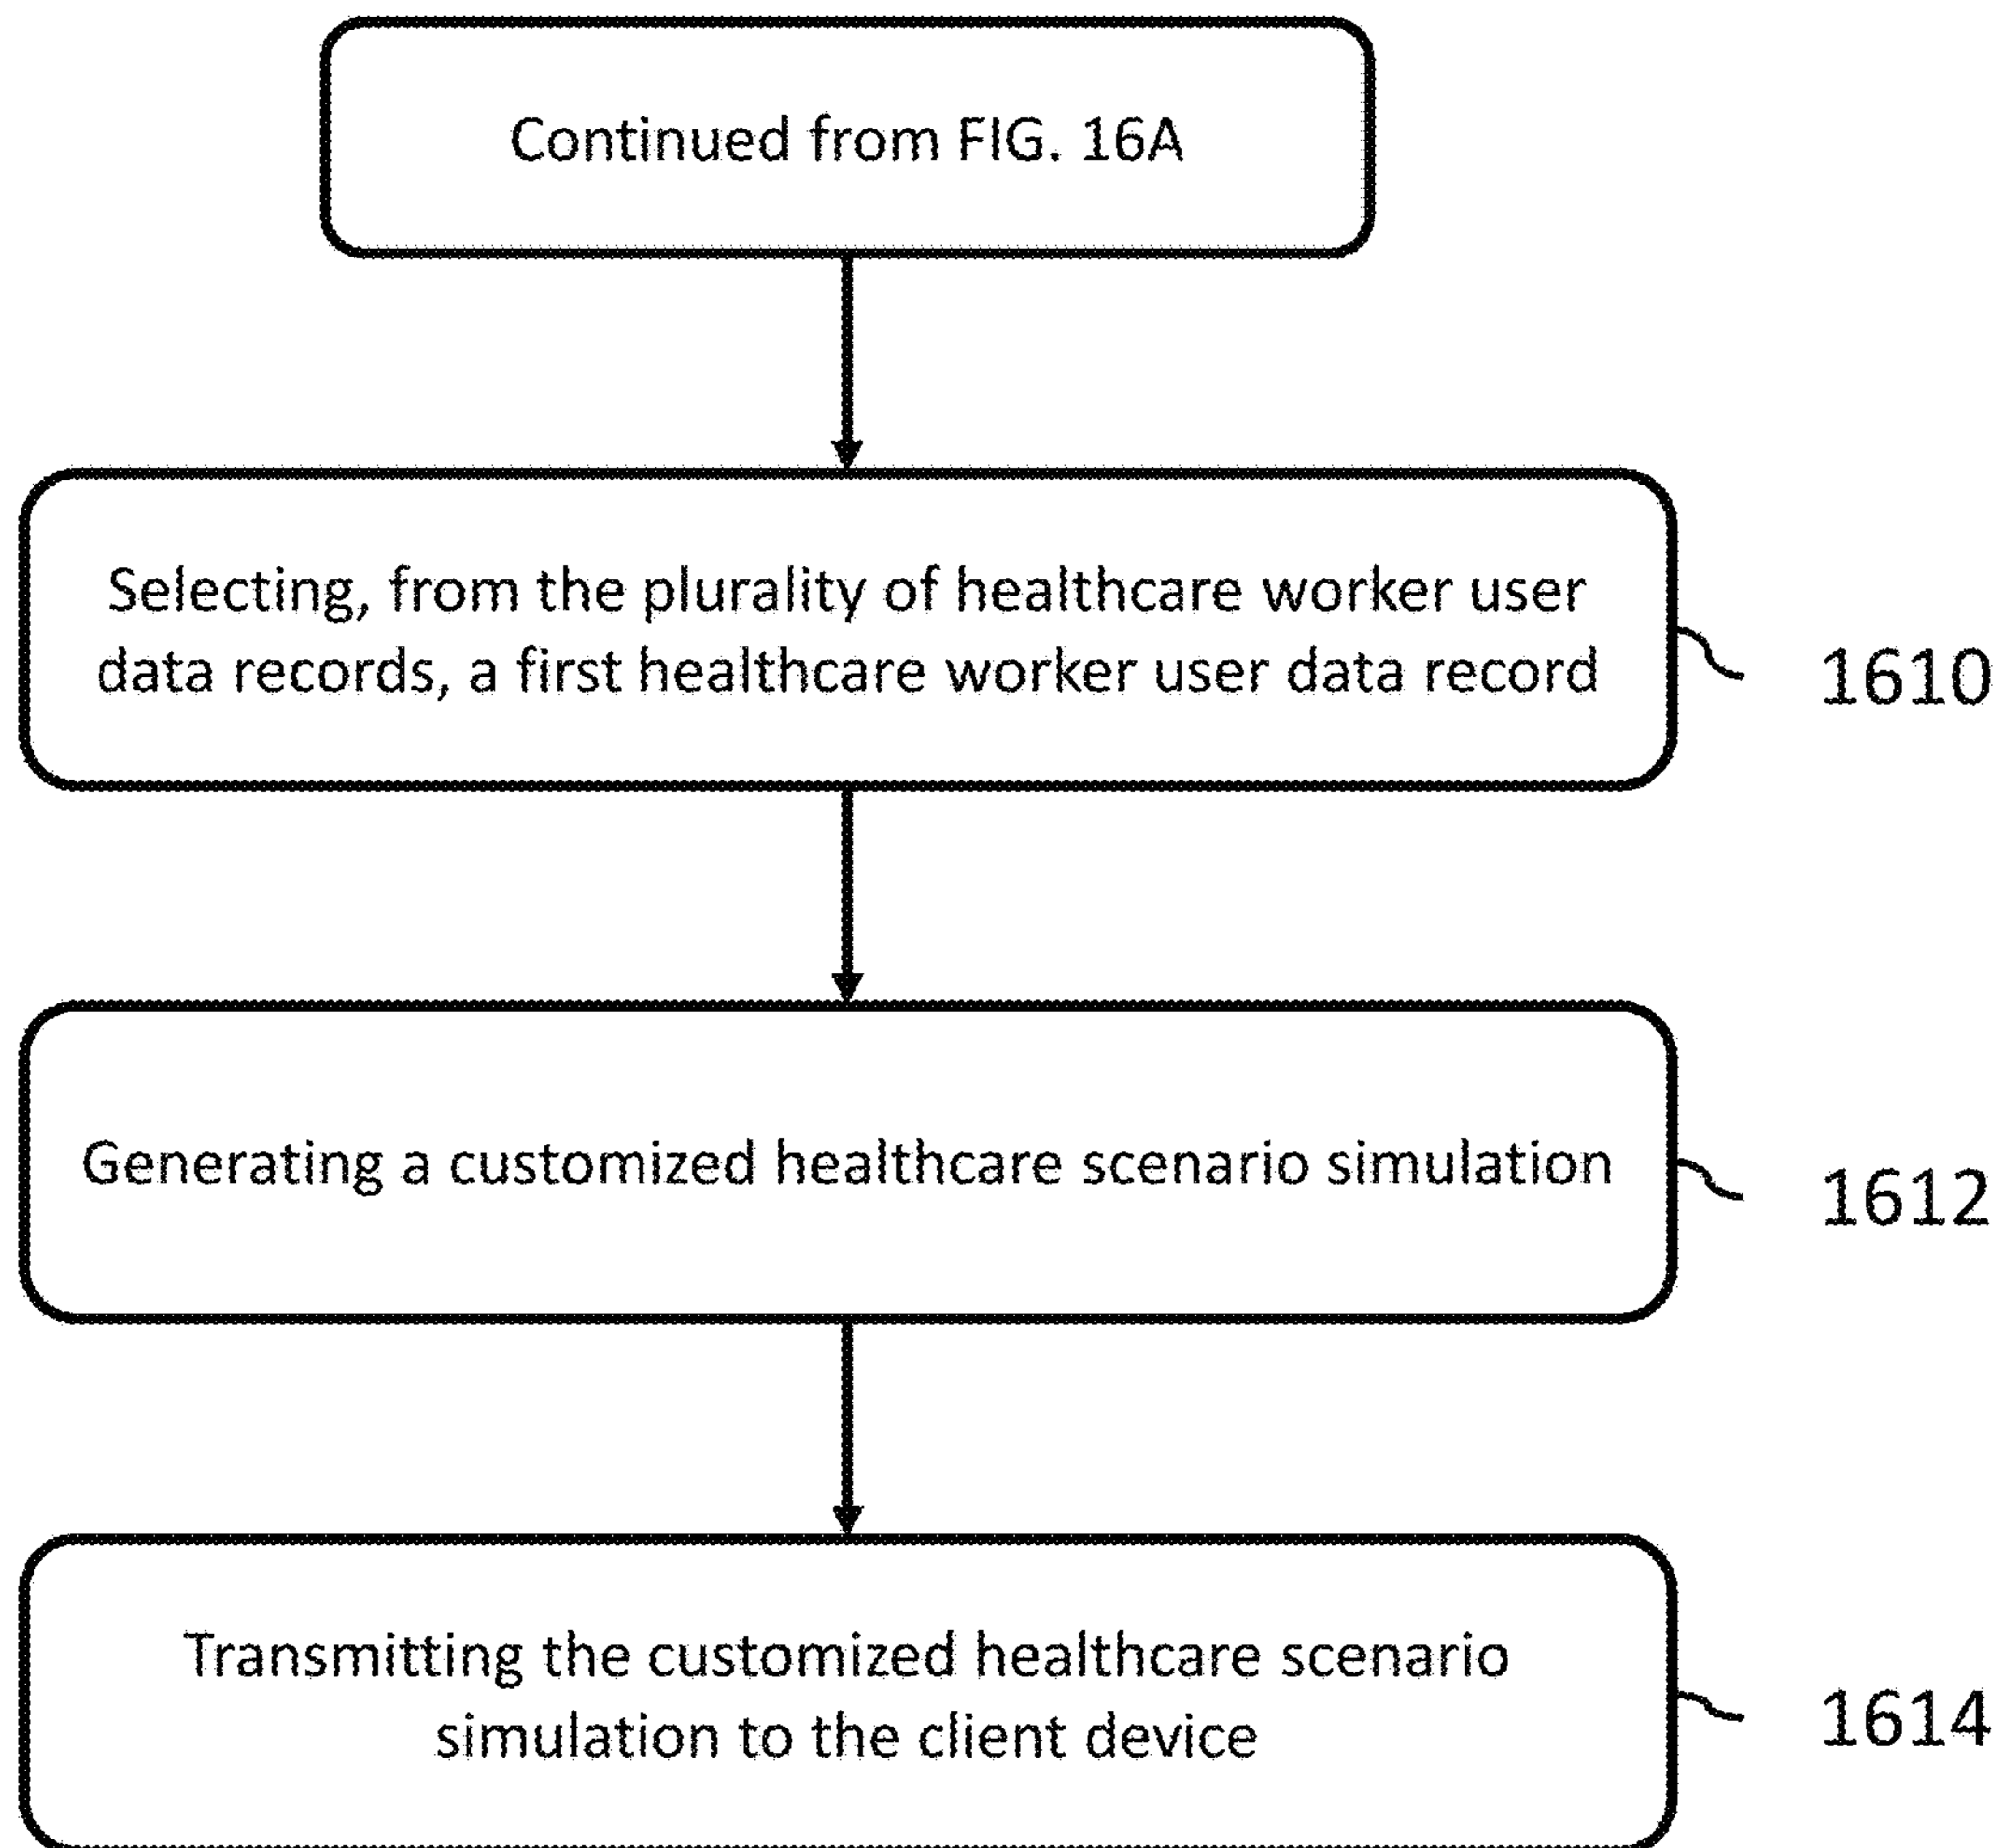 Continued from FIG. 16A
Selecting, from the plurality of healthcare worker user
data records, a first healthcare worker user data record
1610
Generating a customized healthcare scenario simulation
1612
Transmitting the customized healthcare scenario
simulation to the client device
1614